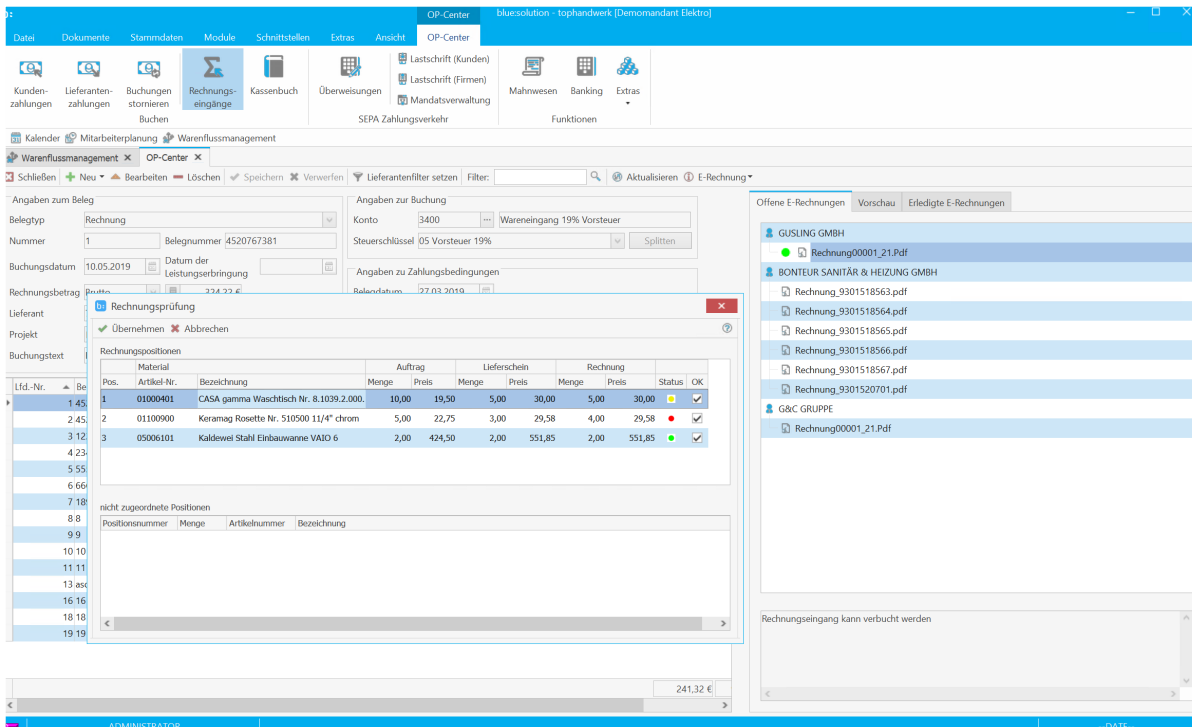 OP-Center blue:solution - tophandwerk [Demomandant Elektro]
Datei Dokumente Stammdaten Module Schnittstellen Extras Ansicht OP-Center
Kunden-zahlungen Lieferanten-zahlungen Buchungen stornieren Rechnungs-eingänge Kassenbuch Überweisungen Lastschrift (Kunden) Mahnwesen Banking Extras
Lastschrift (Firmen)
Mandatsverwaltung
Buchen SEPA Zahlungsverkehr Funktionen
Kalender Mitarbeiterplanung Warenflussmanagement
Warenflussmanagement OP-Center
Schließen Neu Bearbeiten Löschen Speichern Verwerfen Lieferantenfilter setzen Filter: Aktualisieren E-Rechnung
Angaben zum Beleg
Belegtyp Rechnung
Nummer 1 Belegnummer 4520767381
Buchungsdatum 10.05.2019 Datum der Leistungserbringung
Rechnungsbetrag Brutto 224,22 €
Lieferant
Projekt
Buchungstext
Angaben zur Buchung
Konto 3400 ... Wareneingang 19% Vorsteuer
Steuerschlüssel 05 Vorsteuer 19% Splitten
Angaben zu Zahlungsbedingungen
Belegdatum 27.03.2019
Lfd.-Nr. Be
1 45
2 45
3 12
4 23
5 55
6 66
7 18
8 8
9 9
10 10
11 11
13 asc
16 16
18 18
19 19
241,32 €
b: Rechnungsprüfung
Übernehmen Abbrechen
Rechnungspositionen
Material Auftrag Lieferschein Rechnung
Pos. Artikel-Nr. Bezeichnung Menge Preis Menge Preis Menge Preis Status OK
1 01000401 CASA gamma Waschtisch Nr. 8.1039.2.000. 10,00 19,50 5,00 30,00 5,00 30,00
2 01100900 Keramag Rosette Nr. 510500 11/4" chrom 5,00 22,75 3,00 29,58 4,00 29,58
3 05006101 Kaldewei Stahl Einbauwanne VAIO 6 2,00 424,50 2,00 551,85 2,00 551,85
nicht zugeordnete Positionen
Positionsnummer Menge Artikelnummer Bezeichnung
Offene E-Rechnungen Vorschau Erledigte E-Rechnungen
GUSLING GMBH
Rechnung00001_21.Pdf
BONTEUR SANITÄR & HEIZUNG GMBH
Rechnung_9301518563.pdf
Rechnung_9301518564.pdf
Rechnung_9301518565.pdf
Rechnung_9301518566.pdf
Rechnung_9301518567.pdf
Rechnung_9301520701.pdf
G&C GRUPPE
Rechnung00001_21.Pdf
Rechnungseingang kann verbucht werden
ADMINISTRATOR - DATE -